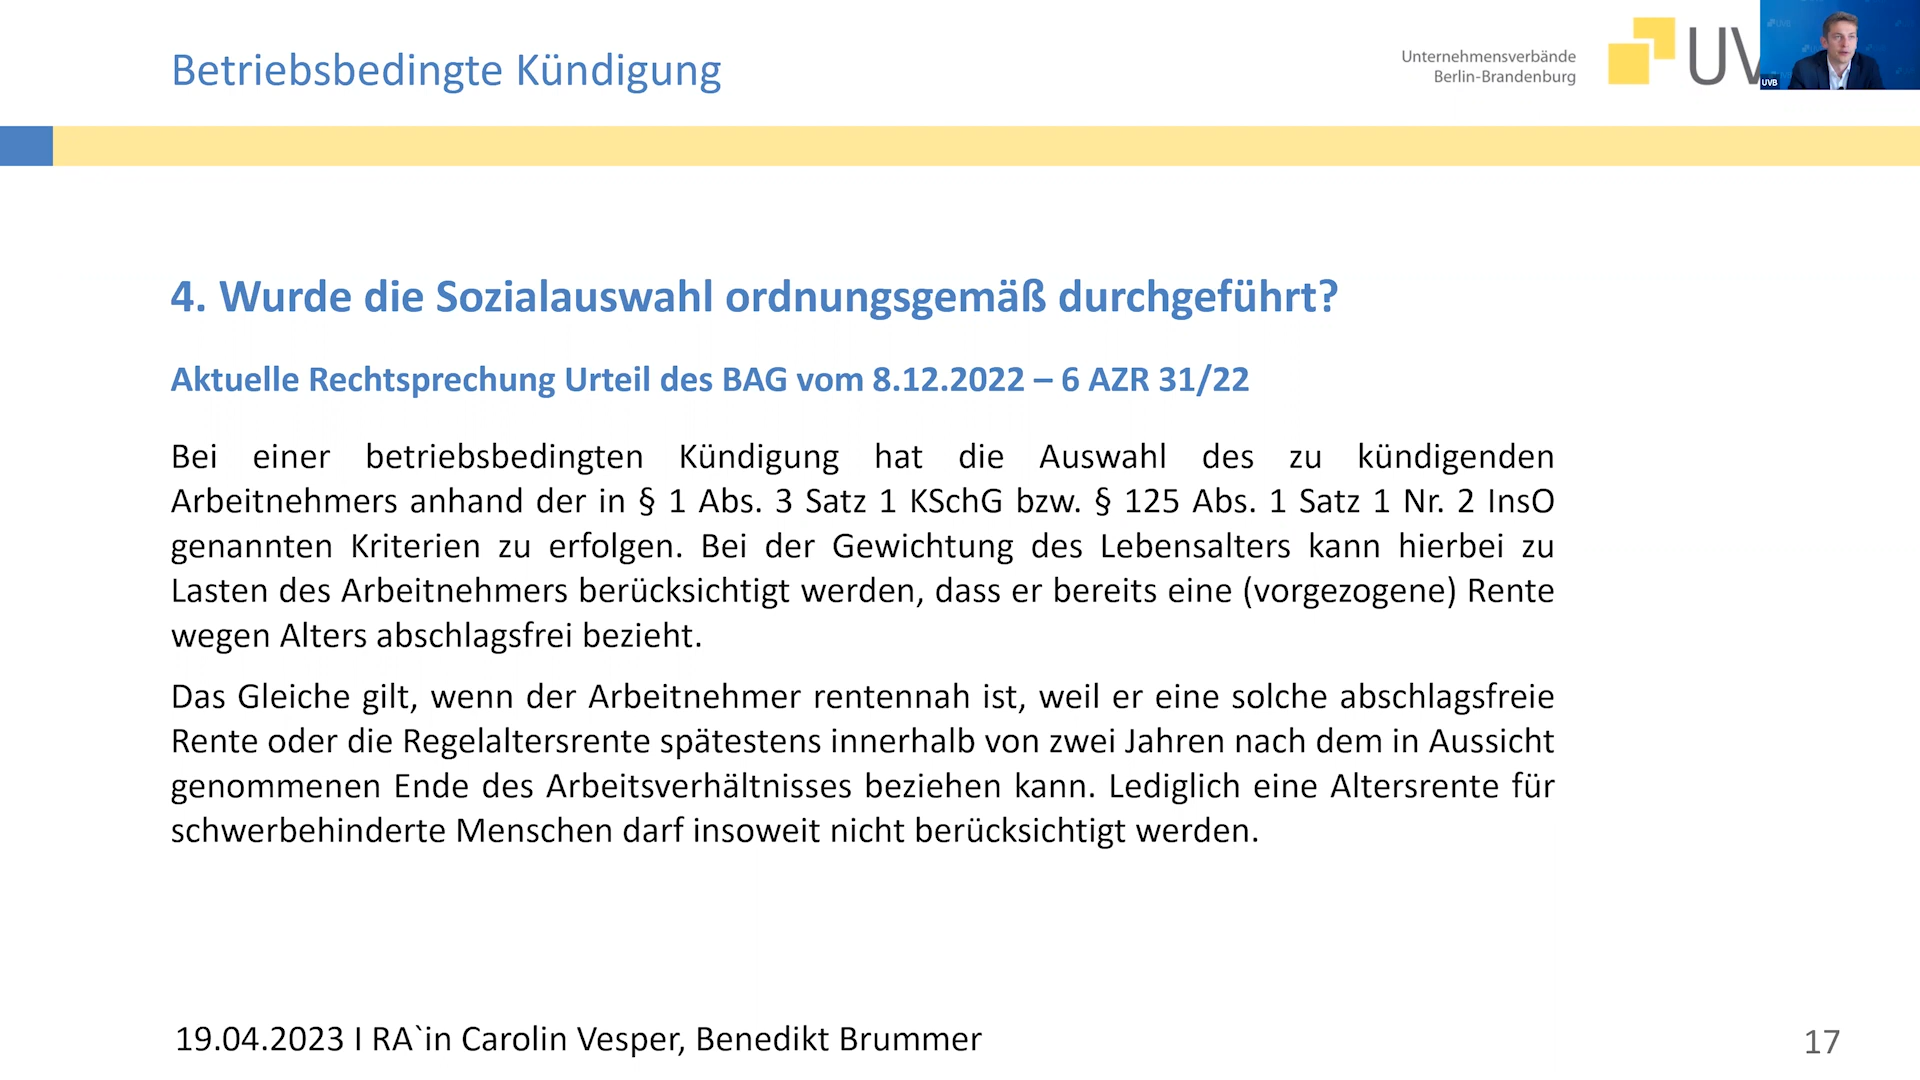 Betriebsbedingte Kündigung
Unternehmensverbände
Berlin-Brandenburg
UV
UVB
4. Wurde die Sozialauswahl ordnungsgemäß durchgeführt?
Aktuelle Rechtsprechung Urteil des BAG vom 8.12.2022 – 6 AZR 31/22
Bei einer betriebsbedingten Kündigung hat die Auswahl des zu kündigenden
Arbeitnehmers anhand der in § 1 Abs. 3 Satz 1 KSchG bzw. § 125 Abs. 1 Satz 1 Nr. 2 InsO
genannten Kriterien zu erfolgen. Bei der Gewichtung des Lebensalters kann hierbei zu
Lasten des Arbeitnehmers berücksichtigt werden, dass er bereits eine (vorgezogene) Rente
wegen Alters abschlagsfrei bezieht.
Das Gleiche gilt, wenn der Arbeitnehmer rentennah ist, weil er eine solche abschlagsfreie
Rente oder die Regelaltersrente spätestens innerhalb von zwei Jahren nach dem in Aussicht
genommenen Ende des Arbeitsverhältnisses beziehen kann. Lediglich eine Altersrente für
schwerbehinderte Menschen darf insoweit nicht berücksichtigt werden.
19.04.2023 I RA`in Carolin Vesper, Benedikt Brummer
17